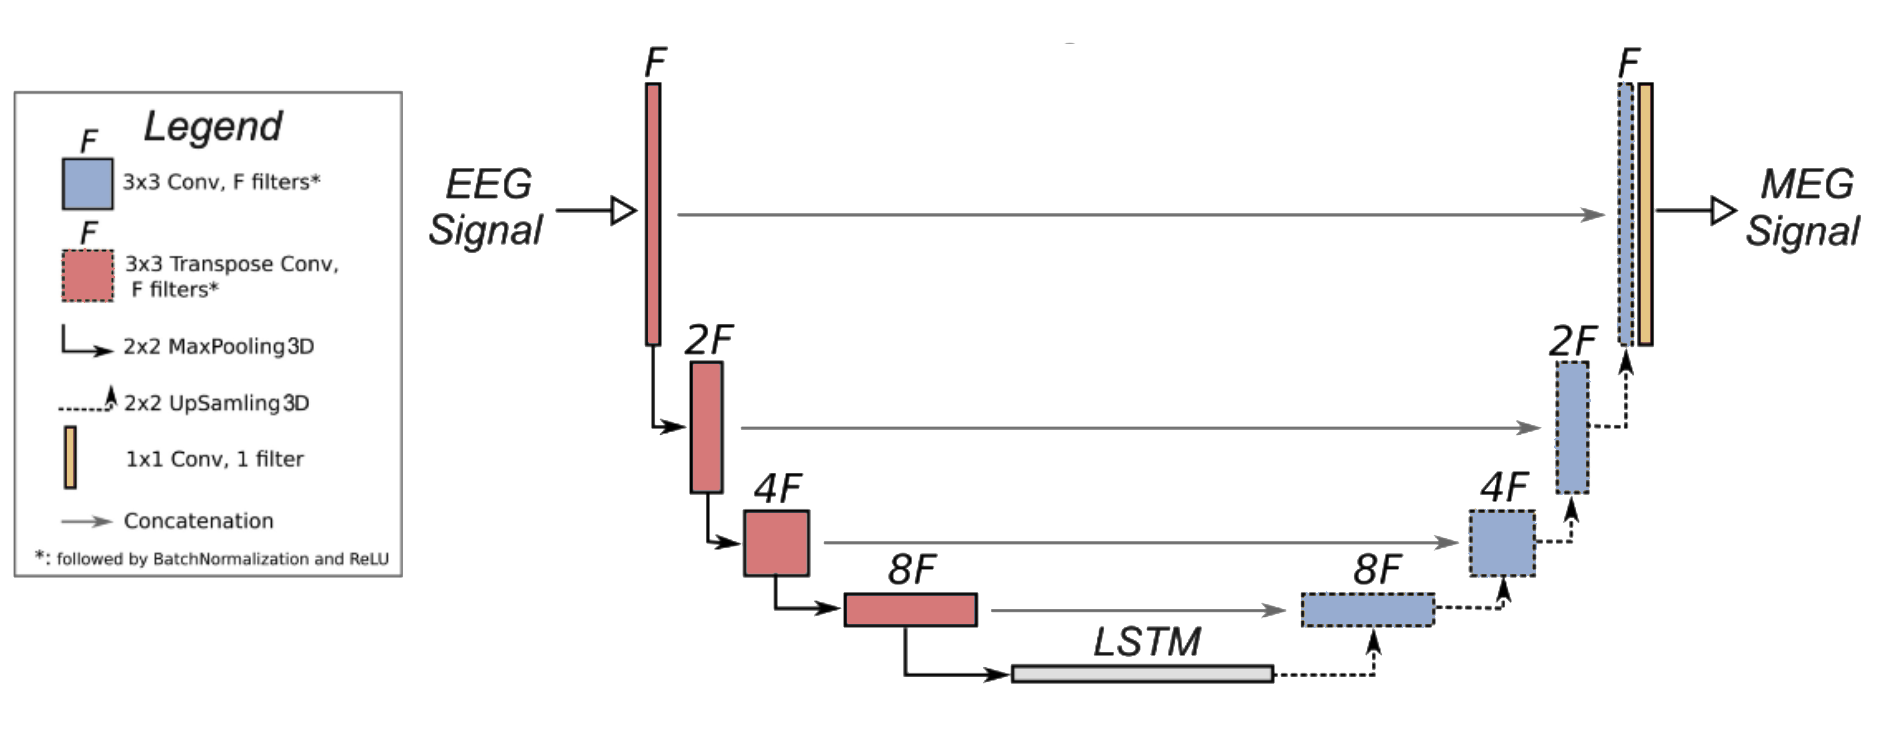 Legend
F
3x3 Conv, F filters*
F
3x3 Transpose Conv,
F filters*
2x2 MaxPooling3D
2x2 UpSamling3D
1x1 Conv, 1 filter
Concatenation
*: followed by BatchNormalization and ReLU
EEG
Signal
F
2F
4F
8F
LSTM
8F
4F
2F
F
MEG
Signal